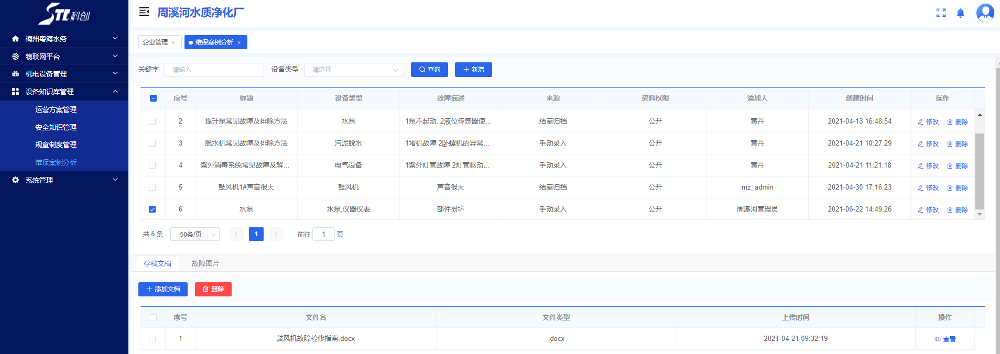 STC科创
周溪河水质净化厂
梅州粤海水务
物联网平台
机电设备管理
设备知识库管理
运营方案管理
安全知识管理
规章制度管理
维保案例分析
系统管理
企业管理 × 维保案例分析 ×
关键字 请输入 设备类型 请选择 查询 新增
序号 标题 设备类型 故障描述 来源 资料权限 添加人 创建时间 操作
2 提升泵常见故障及排除方法 水泵 1泵不起动. 2液位传感器使... 结案归档 公开 黄丹 2021-04-13 16:48:54 修改 删除
3 脱水机常见故障及排除方法 污泥脱水 1堵机故障 2卧螺机的异常... 手动录入 公开 黄丹 2021-04-21 10:27:29 修改 删除
4 紫外消毒系统常见故障及解... 电气设备 1紫外灯管故障 2灯管驱动... 手动录入 公开 黄丹 2021-04-21 11:21:18 修改 删除
5 鼓风机1#声音很大 鼓风机 声音很大 结案归档 公开 mz_admin 2021-04-30 17:16:23 修改 删除
6 水泵 水泵,仪器仪表 部件损坏 手动录入 公开 周溪河管理员 2021-06-22 14:49:26 修改 删除
共 6 条 50条/页 1 前往 1 页
存档文档 故障图片
添加文档 删除
序号 文件名 文件类型 上传时间 操作
1 鼓风机故障检修指南.docx .docx 2021-04-21 09:32:19 查看